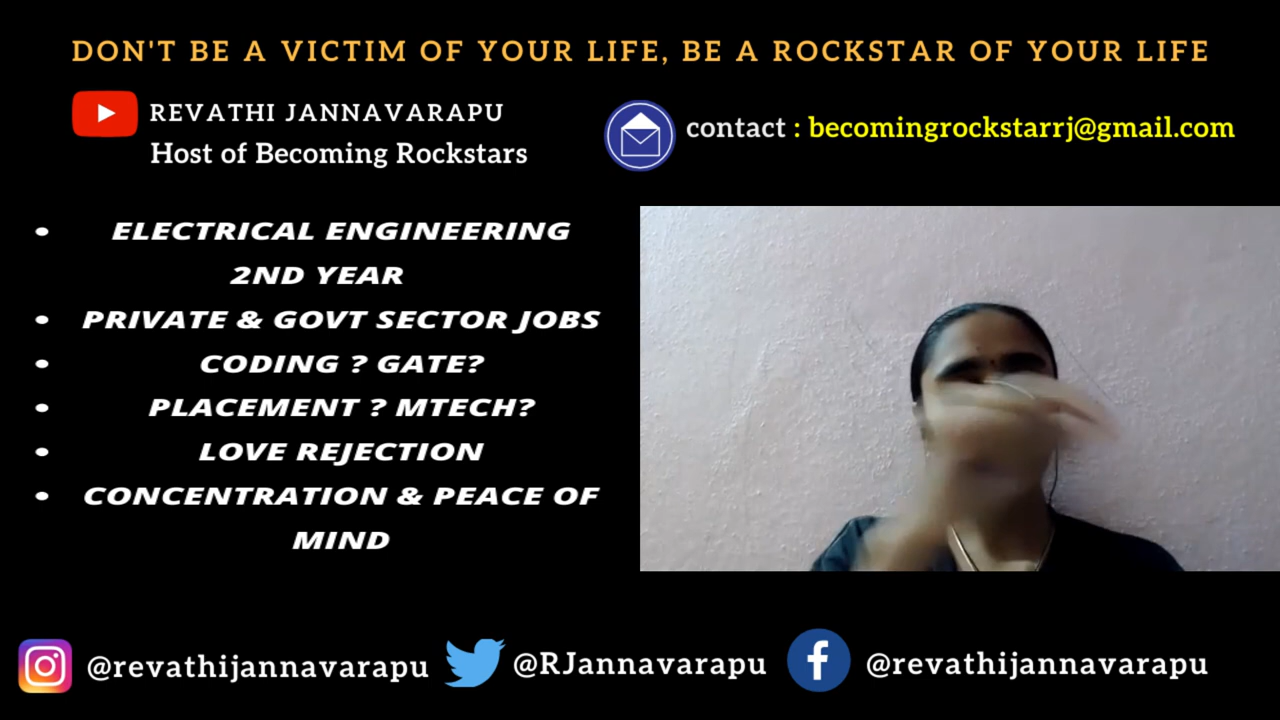 DON'T BE A VICTIM OF YOUR LIFE, BE A ROCKSTAR OF YOUR LIFE
REVATHI JANNAVARAPU
Host of Becoming Rockstars
contact : becomingrockstarrj@gmail.com
• ELECTRICAL ENGINEERING
2ND YEAR
• PRIVATE & GOVT SECTOR JOBS
• CODING ? GATE?
• PLACEMENT ? MTECH?
• LOVE REJECTION
• CONCENTRATION & PEACE OF
MIND
@revathijannavarapu
@RJannavarapu
@revathijannavarapu